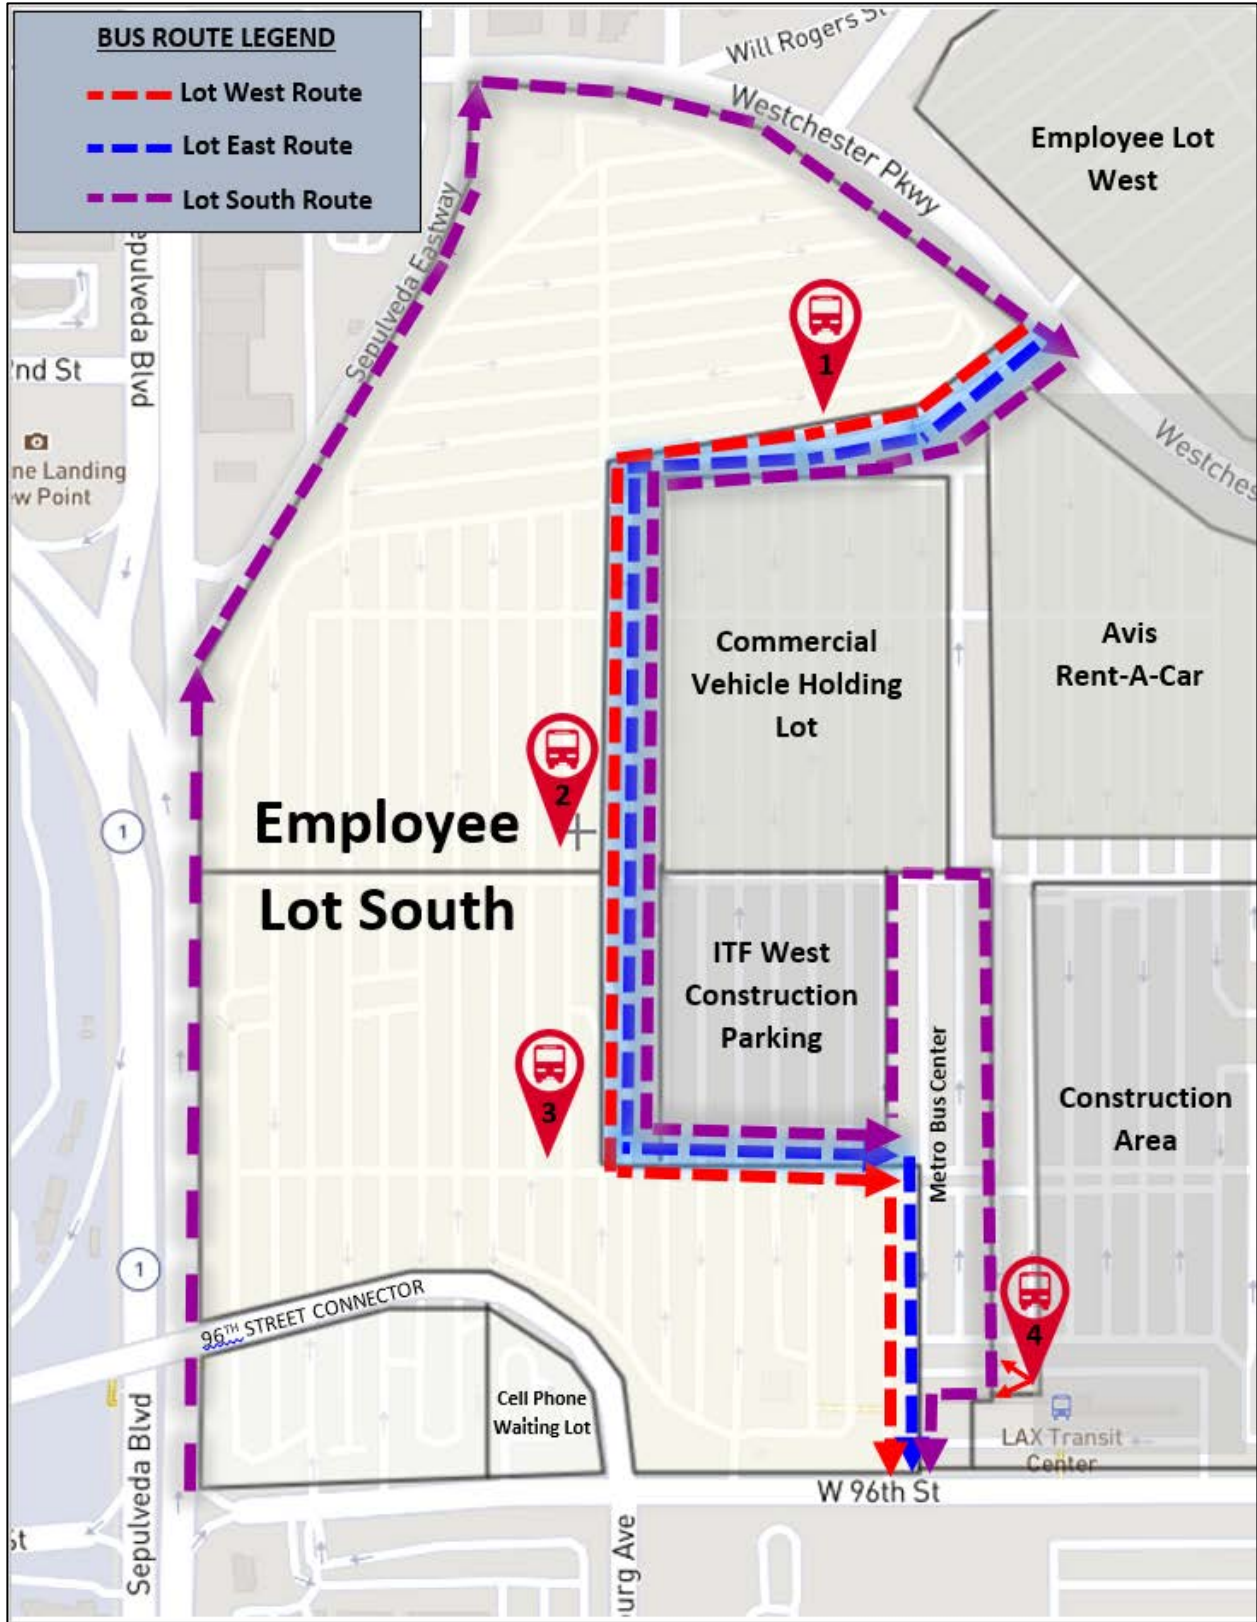 BUS ROUTE LEGEND
Lot West Route
Lot East Route
Lot South Route
Will Rogers St
Westchester Pkwy
Employee Lot
West
Sepulveda Eastway
epulveda Blvd
nd St
ne Landing
w Point
1
Westches
Commercial
Vehicle Holding
Lot
Avis
Rent-A-Car
2
1
Employee
Lot South
ITF West
Construction
Parking
Metro Bus Center
3
Construction
Area
1
96TH STREET CONNECTOR
4
Cell Phone
Waiting Lot
LAX Transit
Center
Sepulveda Blvd
W 96th St
St
urg Ave